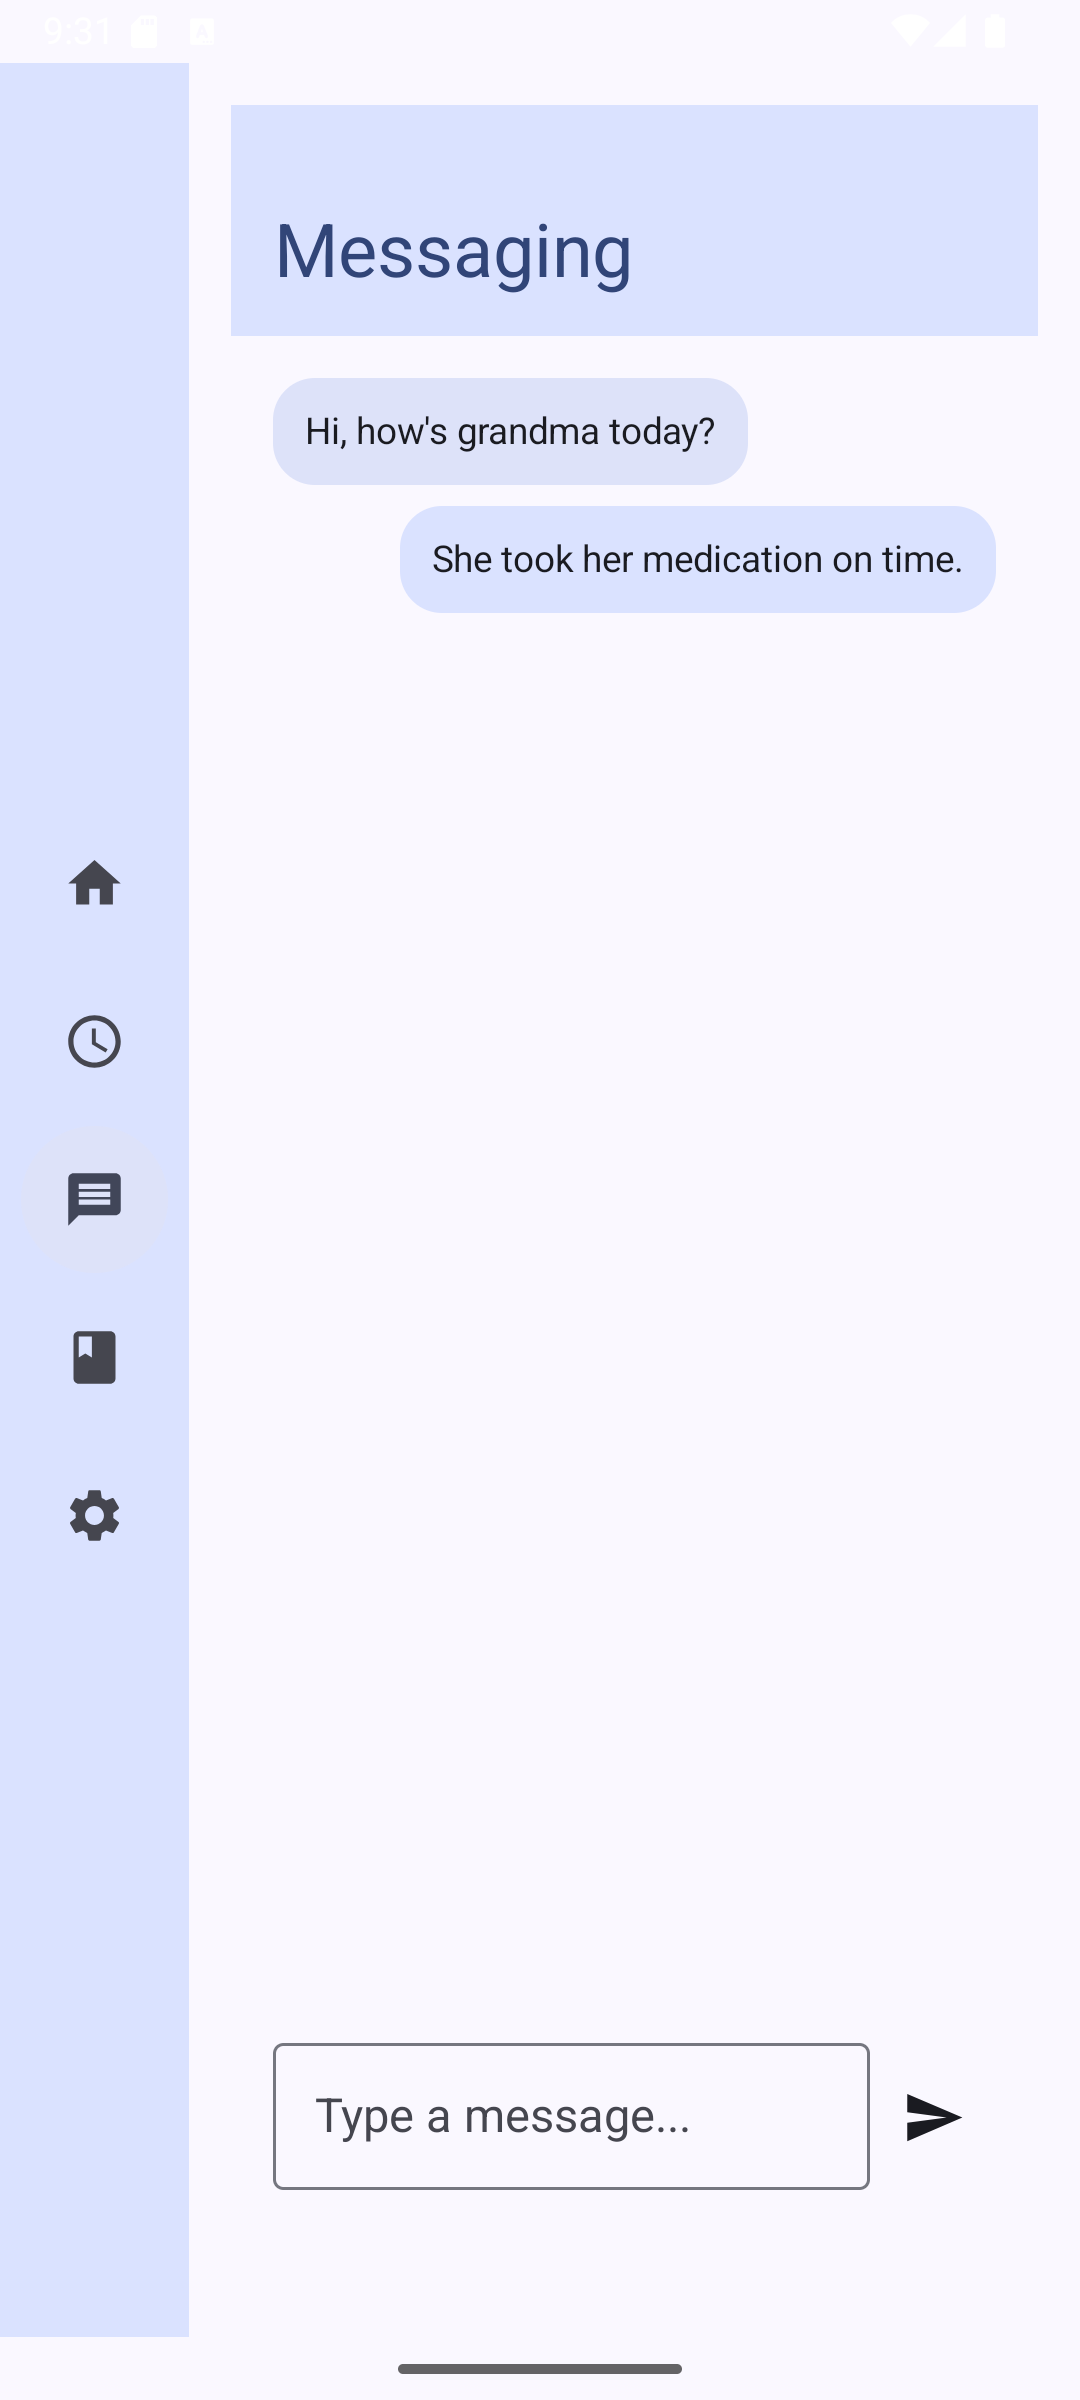 9:31
Messaging
Hi, how's grandma today?
She took her medication on time.
Type a message...